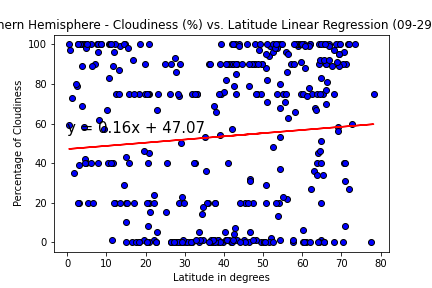 hern Hemisphere - Cloudiness (%) vs. Latitude Linear Regression (09-29
Percentage of Cloudiness
100
80
60
40
20
0
y = 0.16x + 47.07
0 10 20 30 40 50 60 70 80
Latitude in degrees